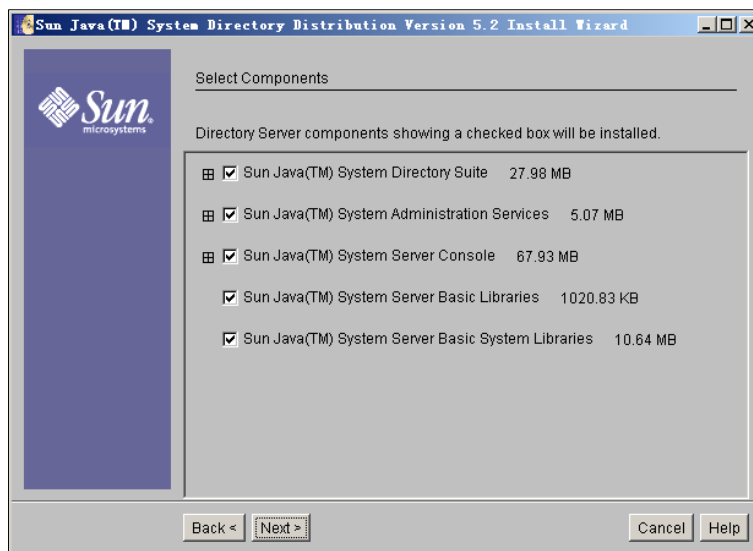 Sun Java(TM) System Directory Distribution Version 5.2 Install Wizard
Sun
microsystems
Select Components
Directory Server components showing a checked box will be installed.
Sun Java(TM) System Directory Suite 27.98 MB
Sun Java(TM) System Administration Services 5.07 MB
Sun Java(TM) System Server Console 67.93 MB
Sun Java(TM) System Server Basic Libraries 1020.83 KB
Sun Java(TM) System Server Basic System Libraries 10.64 MB
Back < Next > Cancel Help